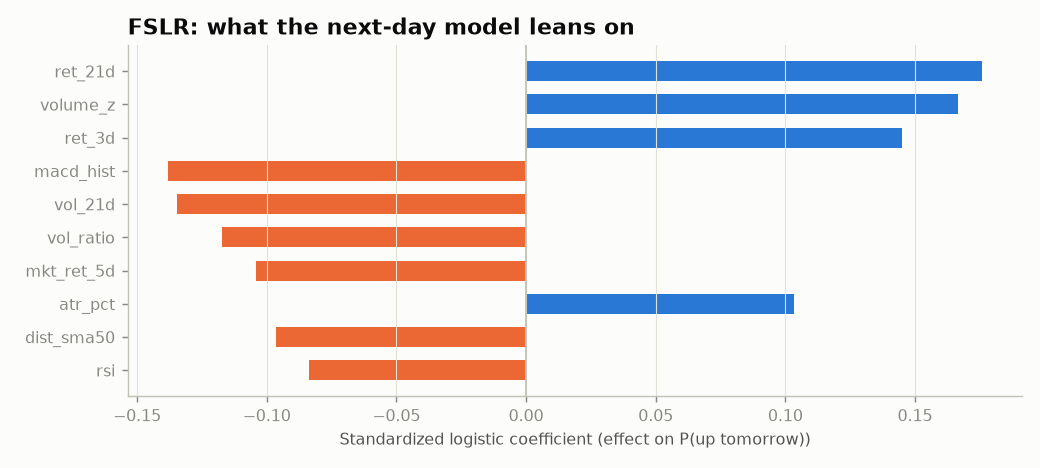 FSLR: what the next-day model leans on
ret_21d
volume_z
ret_3d
macd_hist
vol_21d
vol_ratio
mkt_ret_5d
atr_pct
dist_sma50
rsi
−0.15 −0.10 −0.05 0.00 0.05 0.10 0.15
Standardized logistic coefficient (effect on P(up tomorrow))